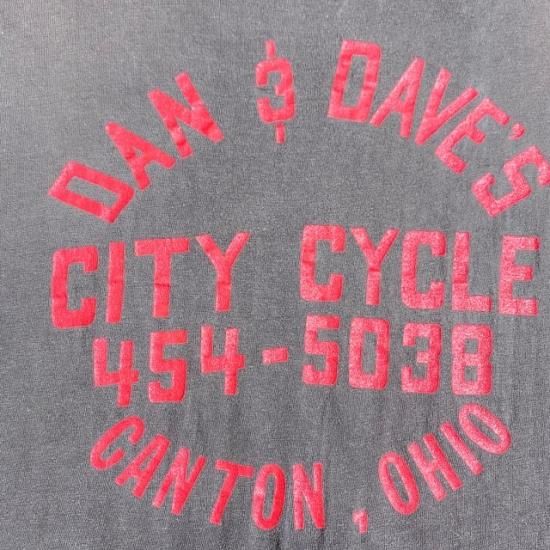 DAN & DAVE'S
CITY CYCLE
454-5038
CANTON, OHIO